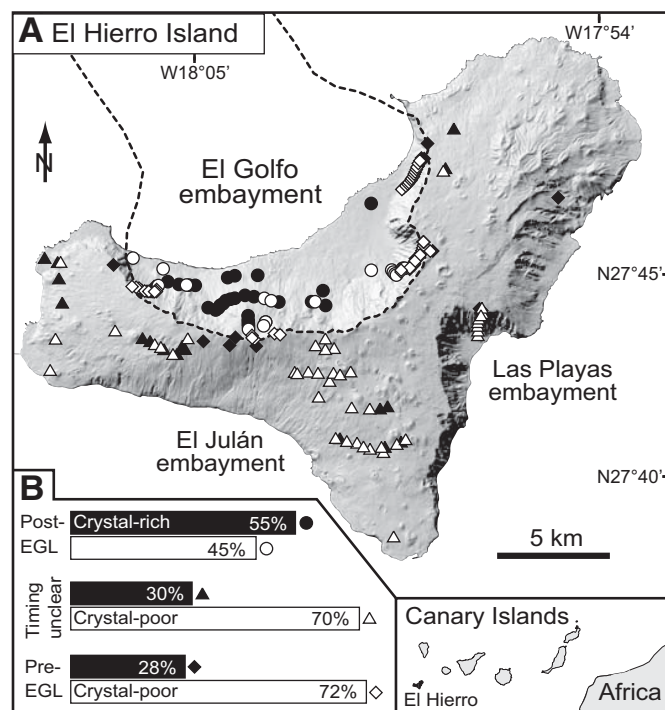 A El Hierro Island
W17°54'
W18°05'
N
El Golfo
embayment
N27°45'
Las Playas
embayment
El Julán
embayment
N27°40'
5 km
B
Post-
EGL
Crystal-rich 55%
45%
Timing
unclear
30%
Crystal-poor 70%
Pre-
EGL
28%
Crystal-poor 72%
Canary Islands
El Hierro
Africa